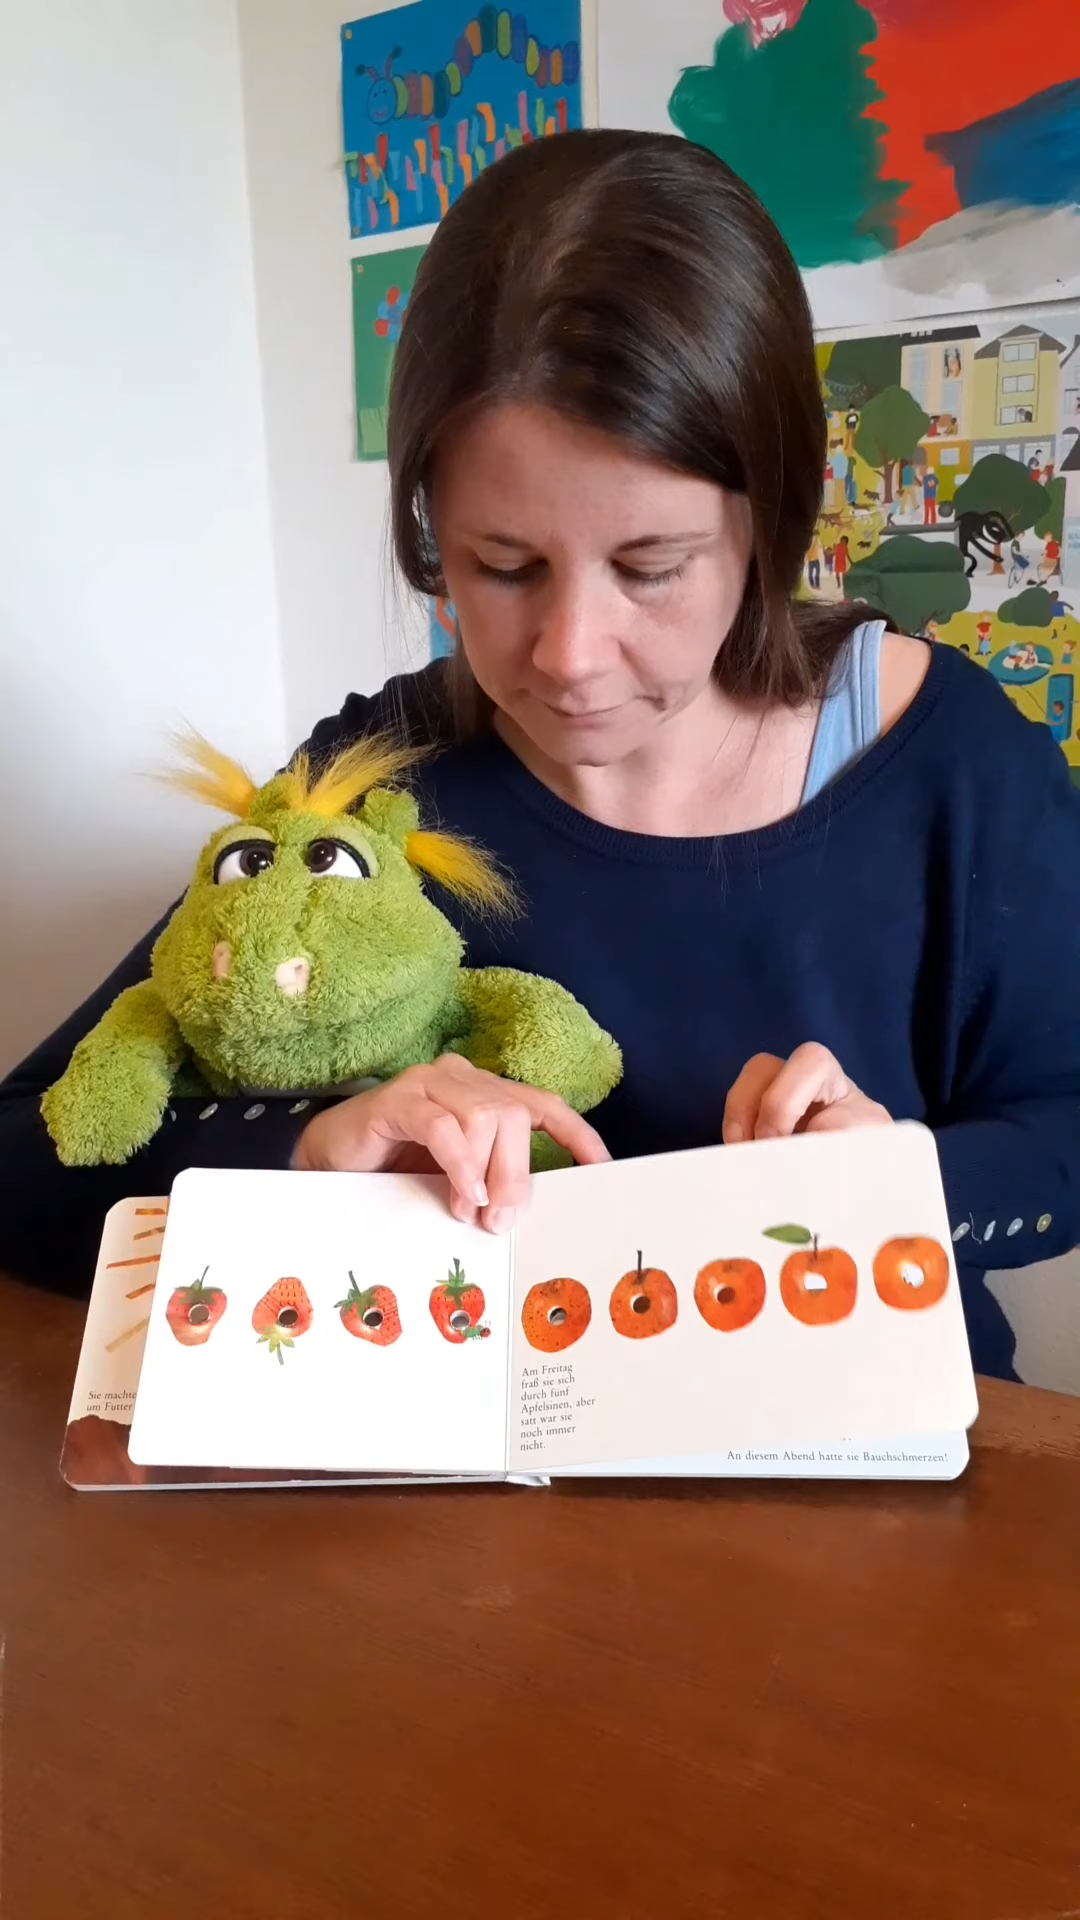 Sie machte
um Futter
Am Freitag
fraß sie sich
durch fünf
Apfelsinen, aber
satt war sie
noch immer
nicht.
An diesem Abend hatte sie Bauchschmerzen!